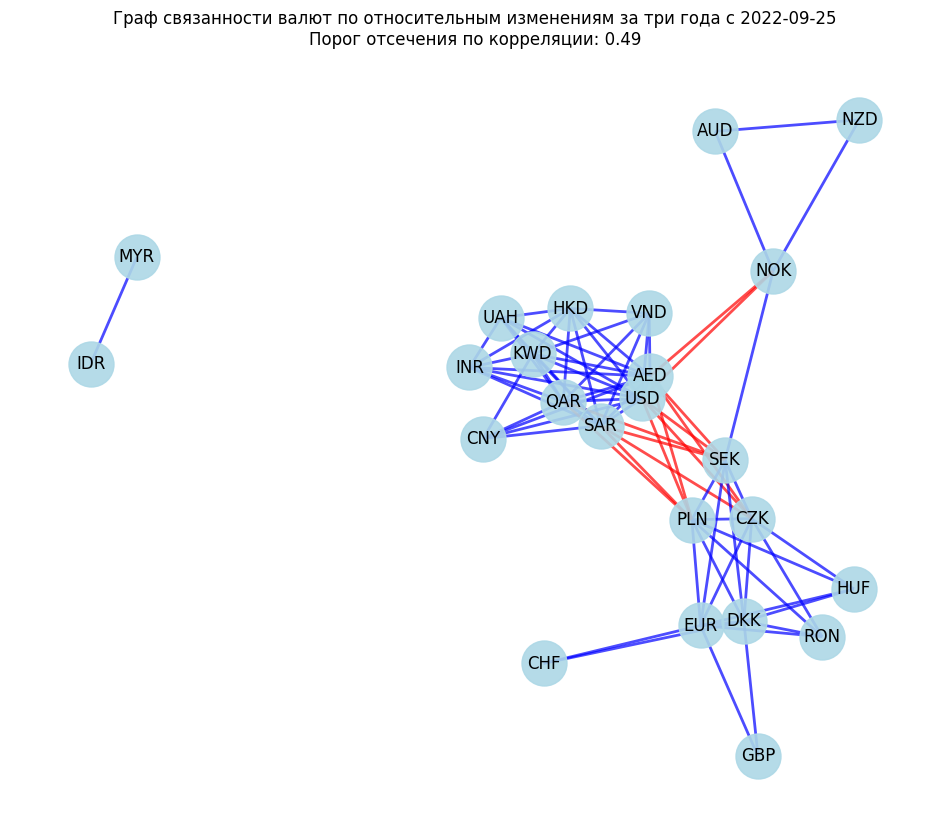 Граф связанности валют по относительным изменениям за три года с 2022-09-25
Порог отсечения по корреляции: 0.49
NZD
AUD
MYR
NOK
HKD
VND
UAH
KWD
IDR
INR
AED
USD
QAR
SAR
CNY
SEK
PLN
CZK
HUF
DKK
EUR
RON
CHF
GBP